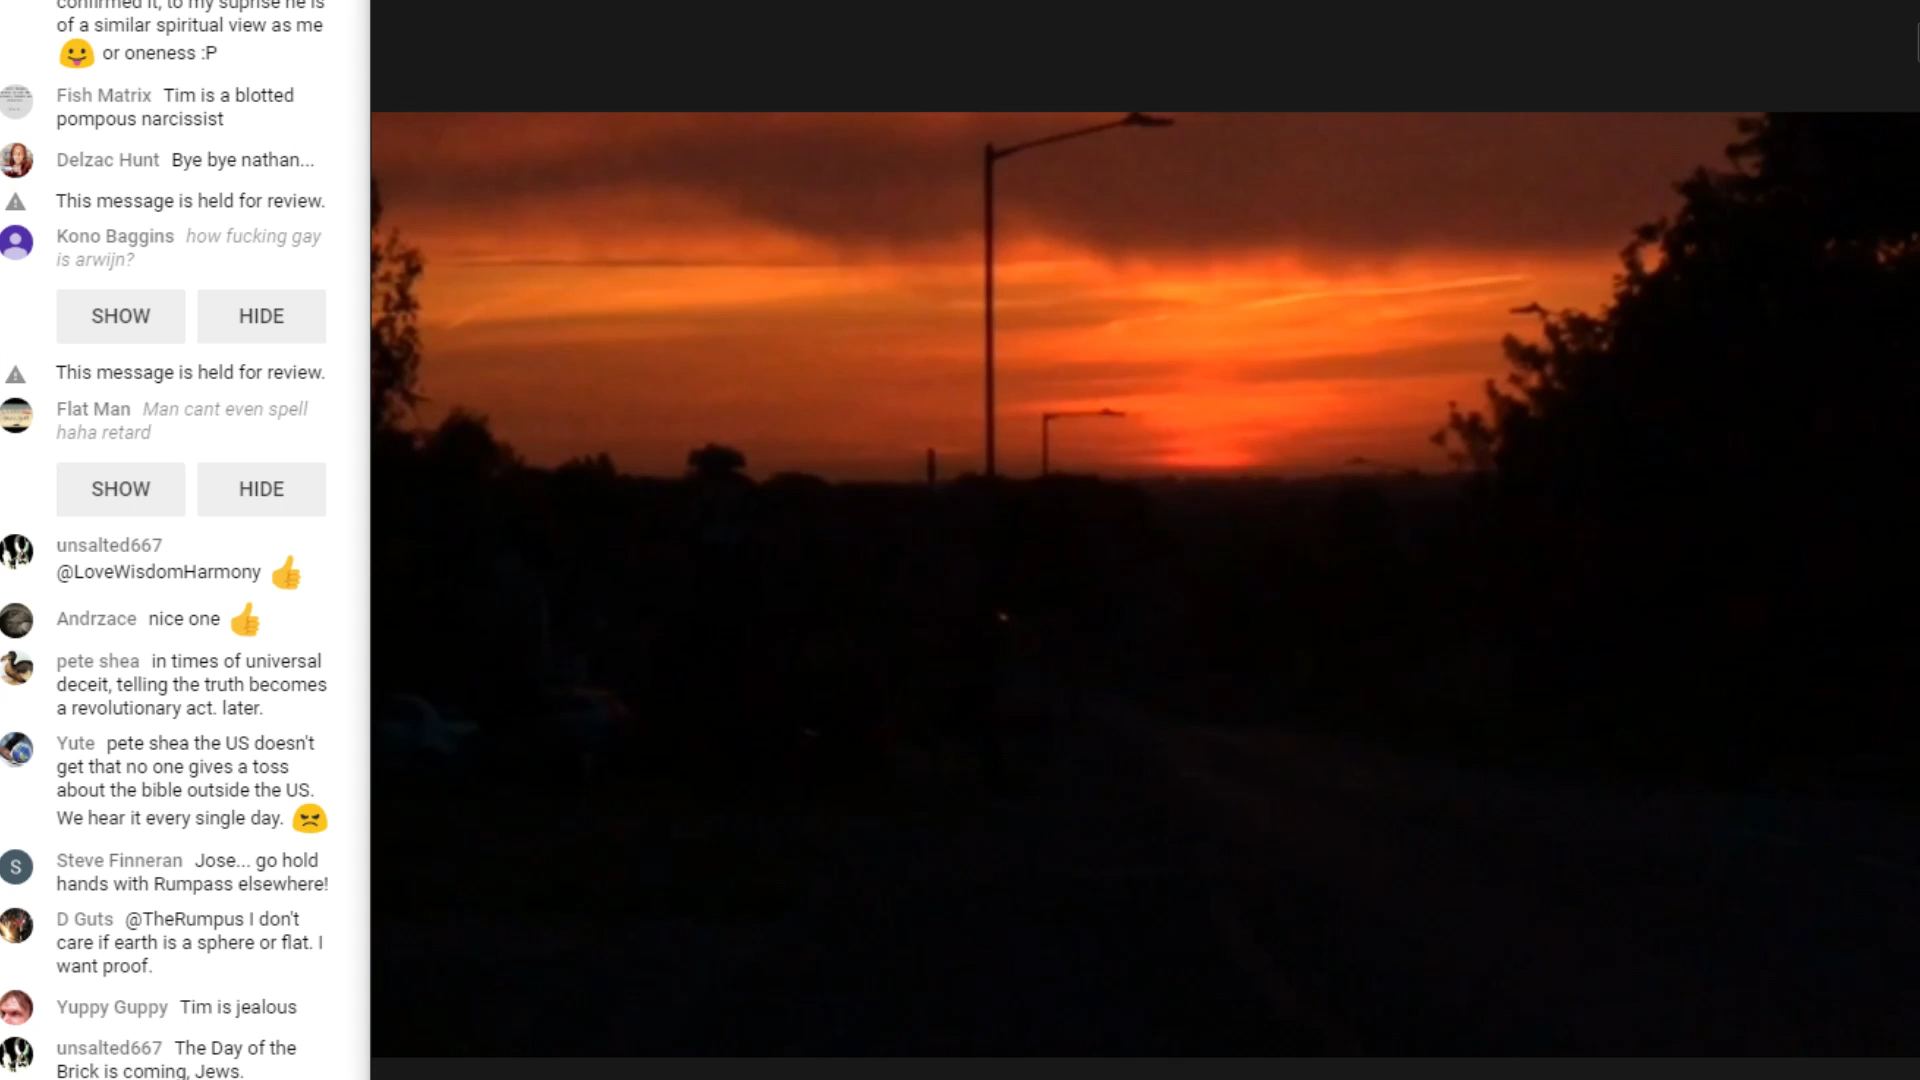 confirmed it, to my suprise he is
of a similar spiritual view as me
😛 or oneness :P
Fish Matrix Tim is a blotted
pompous narcissist
Delzac Hunt Bye bye nathan...
This message is held for review.
Kono Baggins how fucking gay
is arwijn?
SHOW HIDE
This message is held for review.
Flat Man Man cant even spell
haha retard
SHOW HIDE
unsalted667
@LoveWisdomHarmony 👍
Andrzace nice one 👍
pete shea in times of universal
deceit, telling the truth becomes
a revolutionary act. later.
Yute pete shea the US doesn't
get that no one gives a toss
about the bible outside the US.
We hear it every single day. 😠
S
Steve Finneran Jose... go hold
hands with Rumpass elsewhere!
D Guts @TheRumpus I don't
care if earth is a sphere or flat. I
want proof.
Yuppy Guppy Tim is jealous
unsalted667 The Day of the
Brick is coming, Jews.